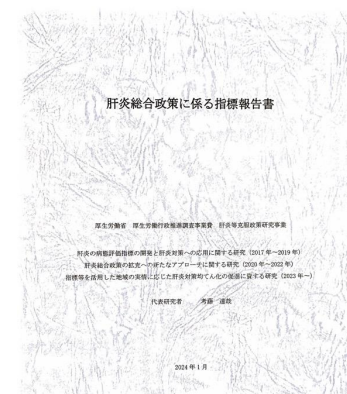 肝炎総合政策に係る指標報告書
厚生労働省　厚生労働行政推進調査事業費　肝炎等克服政策研究事業
肝炎の病態評価指標の開発と肝炎対策への応用に関する研究（2017年～2019年）
肝炎総合政策の拡充への新たなアプローチに関する研究（2020年～2022年）
指標等を活用した地域の実情に応じた肝炎対策均てん化の促進に資する研究（2023年～）
代表研究者　　考藤　達哉
2024年1月